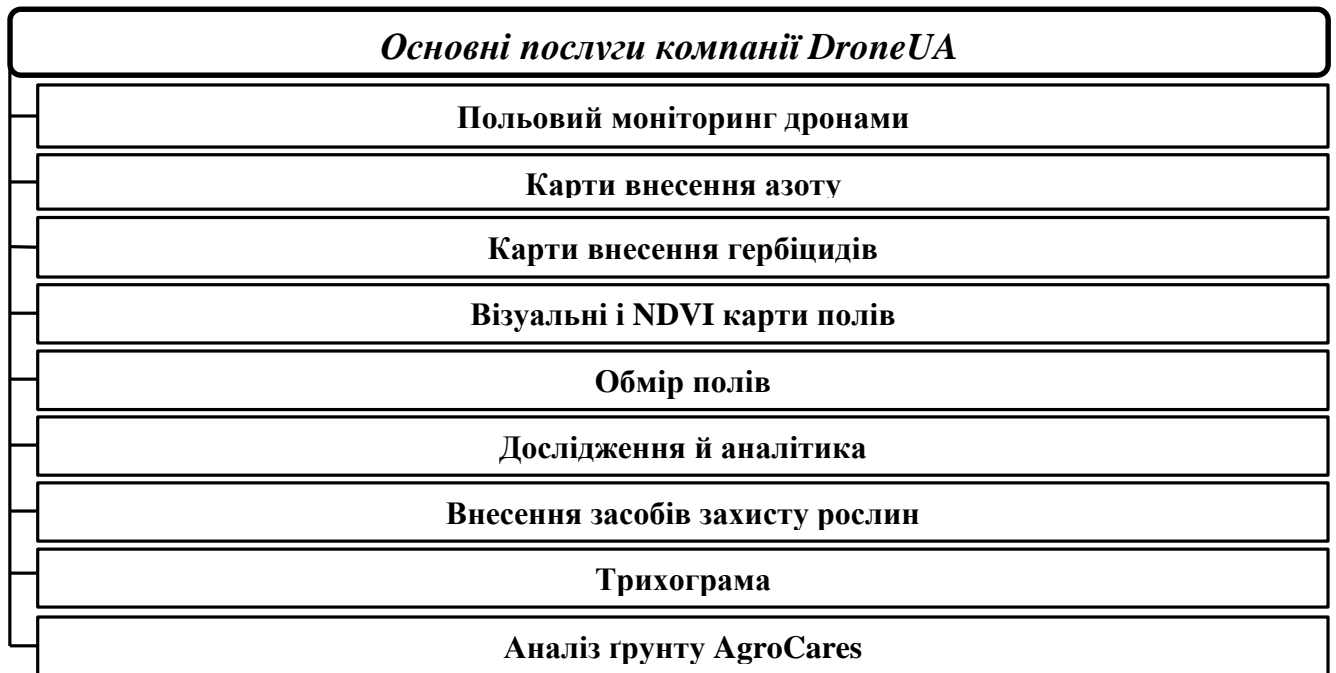 Основні послуги компанії DroneUA
Польовий моніторинг дронами
Карти внесення азоту
Карти внесення гербіцидів
Візуальні і NDVI карти полів
Обмір полів
Дослідження й аналітика
Внесення засобів захисту рослин
Трихограма
Аналіз ґрунту AgroCares